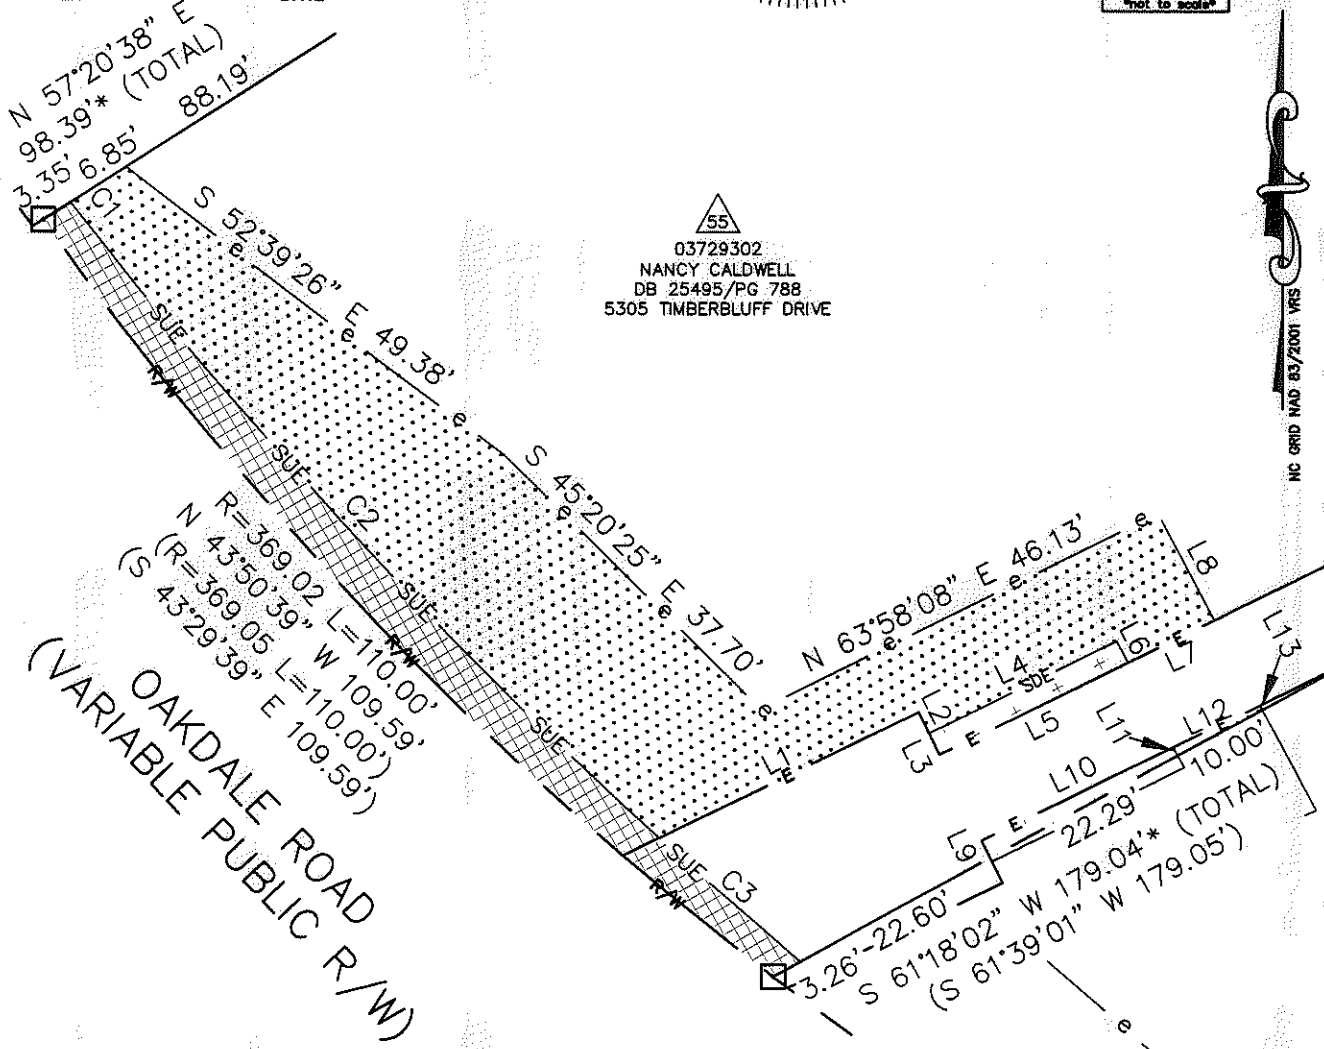 "not to scale"
N 57°20'38" E
98.39'* (TOTAL)
3.35' 6.85' 88.19'
C1
S 52°39'26" E 49.38'
e
e
e
55
03729302
NANCY CALDWELL
DB 25495/PG 788
5305 TIMBERBLUFF DRIVE
NC GRID NAD 83/2001 VRS
SUE
R/W
SUE
C2
S 45°20'25" E 37.70'
e
e
e
R=369.02 L=110.00'
N 43°50'39" W 109.59'
(R=369.05 L=110.00')
(S 43°29'39" E 109.59')
SUE
R/W
SUE
N 63°58'08" E 46.13'
e
e
e
L8
L1
E
L2
L3
E
L4
SDE
L5
L6
E
L7
L13
L11
L12
E
L10
E
L9
22.29'
10.00'
SUE
C3
R/W
3.26'-22.60'
S 61°18'02" W 179.04'* (TOTAL)
(S 61°39'01" W 179.05')
OAKDALE ROAD
(VARIABLE PUBLIC R/W)
e